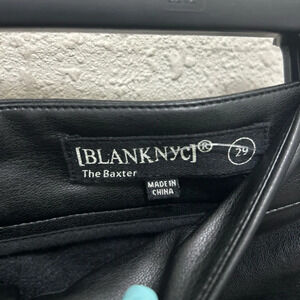 [BLANKNYC]® 29
The Baxter
MADE IN
CHINA